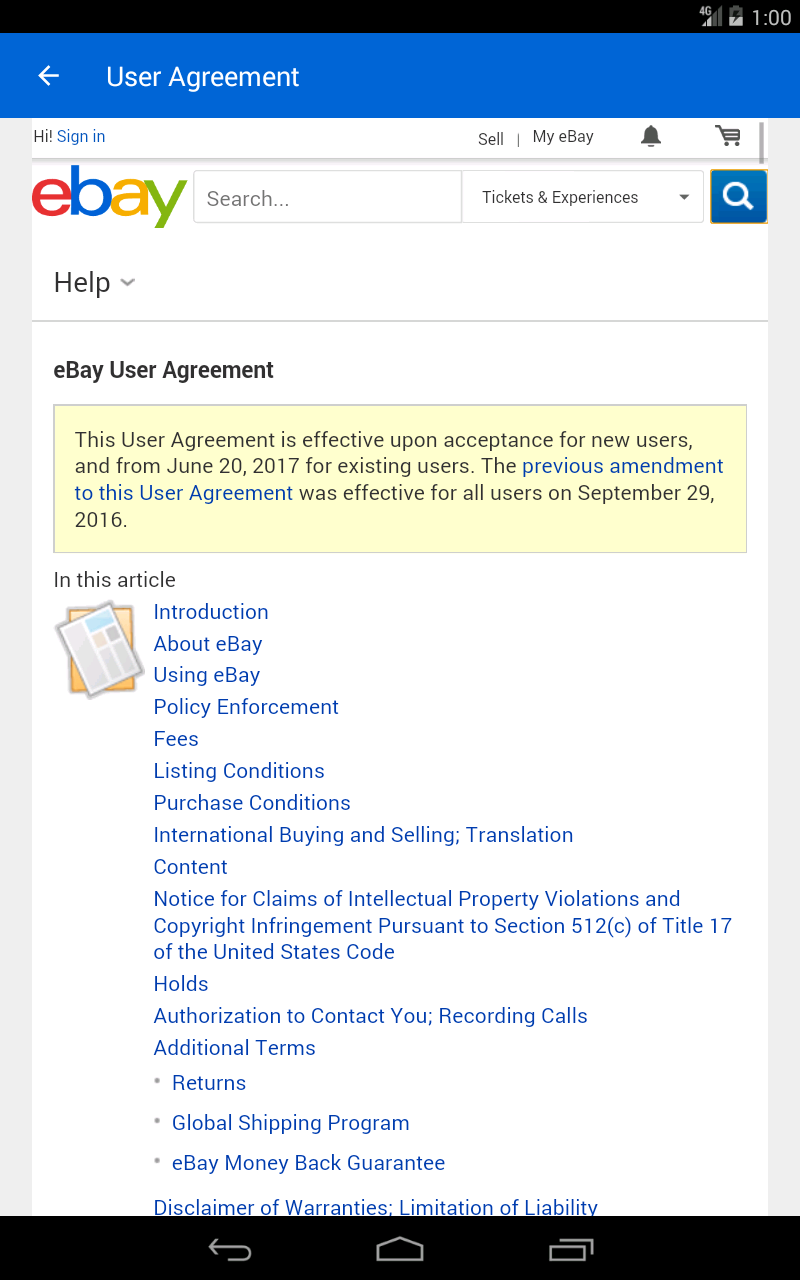 4G 1:00
User Agreement
Hi! Sign in Sell | My eBay
ebay Search... Tickets & Experiences
Help
eBay User Agreement
This User Agreement is effective upon acceptance for new users,
and from June 20, 2017 for existing users. The previous amendment
to this User Agreement was effective for all users on September 29,
2016.
In this article
Introduction
About eBay
Using eBay
Policy Enforcement
Fees
Listing Conditions
Purchase Conditions
International Buying and Selling; Translation
Content
Notice for Claims of Intellectual Property Violations and
Copyright Infringement Pursuant to Section 512(c) of Title 17
of the United States Code
Holds
Authorization to Contact You; Recording Calls
Additional Terms
• Returns
• Global Shipping Program
• eBay Money Back Guarantee
Disclaimer of Warranties; Limitation of Liability